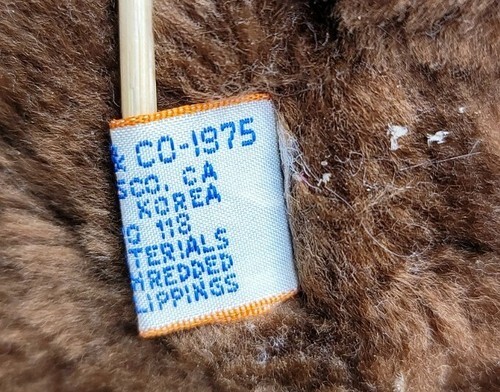 & CO-1975
SCO, CA
KOREA
O 118
TERIALS
HREDDED
LIPPINGS